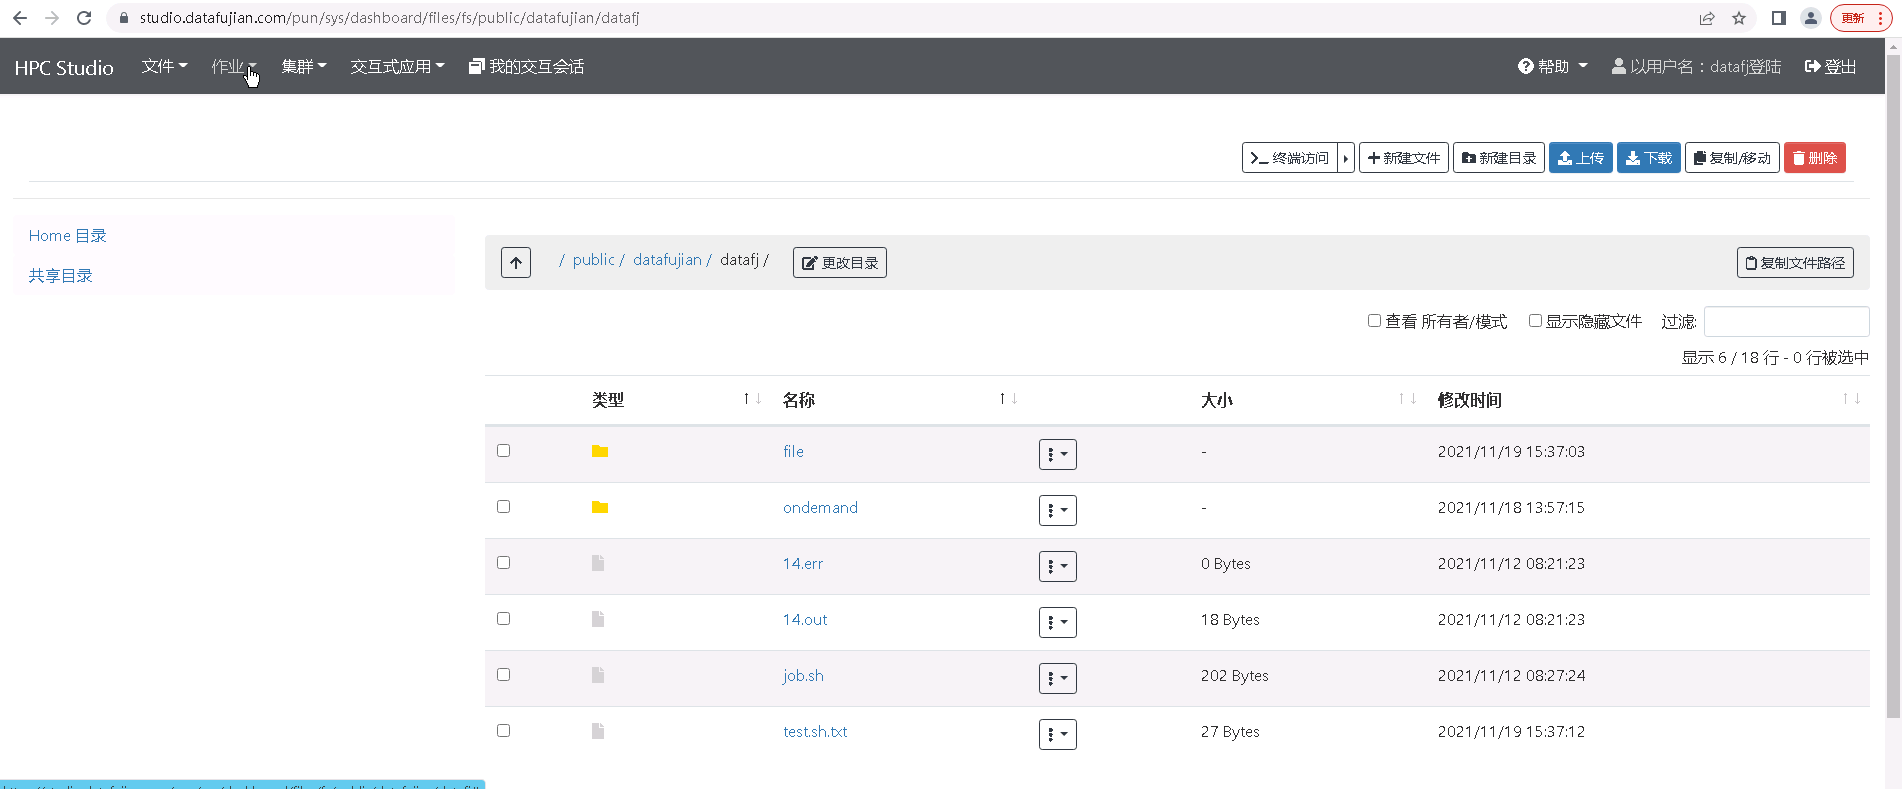 studio.datafujian.com/pun/sys/dashboard/files/fs/public/datafujian/datafj
更新
HPC Studio 文件 作业 集群 交互式应用 我的交互会话 帮助 以用户名：datafj登陆 登出
终端访问 新建文件 新建目录 上传 下载 复制/移动 删除
Home 目录
共享目录
/ public / datafujian / datafj / 更改目录 复制文件路径
查看 所有者/模式 显示隐藏文件 过滤:
显示 6 / 18 行 - 0 行被选中
类型 名称 大小 修改时间
file - 2021/11/19 15:37:03
ondemand - 2021/11/18 13:57:15
14.err 0 Bytes 2021/11/12 08:21:23
14.out 18 Bytes 2021/11/12 08:21:23
job.sh 202 Bytes 2021/11/12 08:27:24
test.sh.txt 27 Bytes 2021/11/19 15:37:12